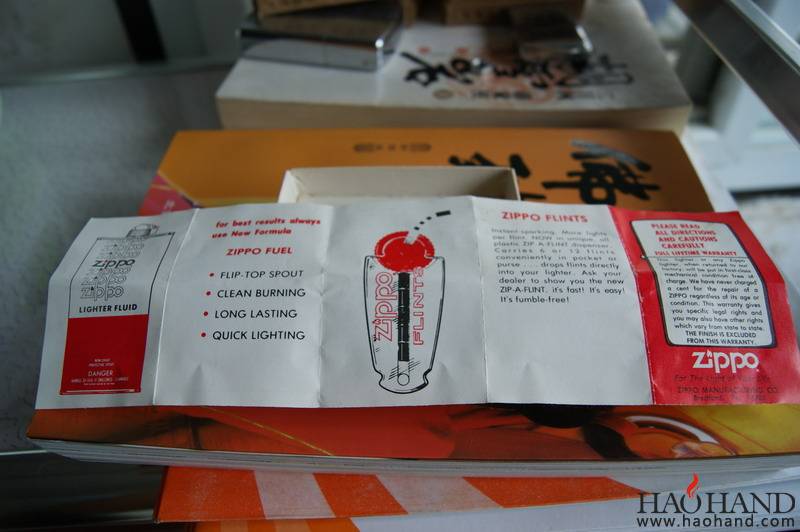 zippo
LIGHTER FLUID
DANGER
for best results always
use New Formula
ZIPPO FUEL
• FLIP-TOP SPOUT
• CLEAN BURNING
• LONG LASTING
• QUICK LIGHTING
Zippo
FLINTS
ZIPPO FLINTS
Instant-sparking. More lights
per flint. NOW in unique, all
plastic ZIP-A-FLINT dispenser.
Carries 6 or 12 flints
conveniently in pocket or
purse... drops flints directly
into your lighter. Ask your
dealer to show you the new
ZIP-A-FLINT. it's fast! It's easy!
It's fumble-free!
PLEASE READ
ALL DIRECTIONS
AND CAUTIONS
CAREFULLY
FULL LIFETIME WARRANTY
This lighter or any Zippo
lighter, when returned to our
factory, will be put in first-class
mechanical condition free of
charge. We have never charged
a cent for the repair of a
ZIPPO regardless of its age or
condition. This warranty gives
you specific legal rights and
you may also have other rights
which vary from state to state.
THE FINISH IS EXCLUDED
FROM THIS WARRANTY.
zippo
ZIPPO MANUFACTURING CO.
HAOHAND
www.haohand.com